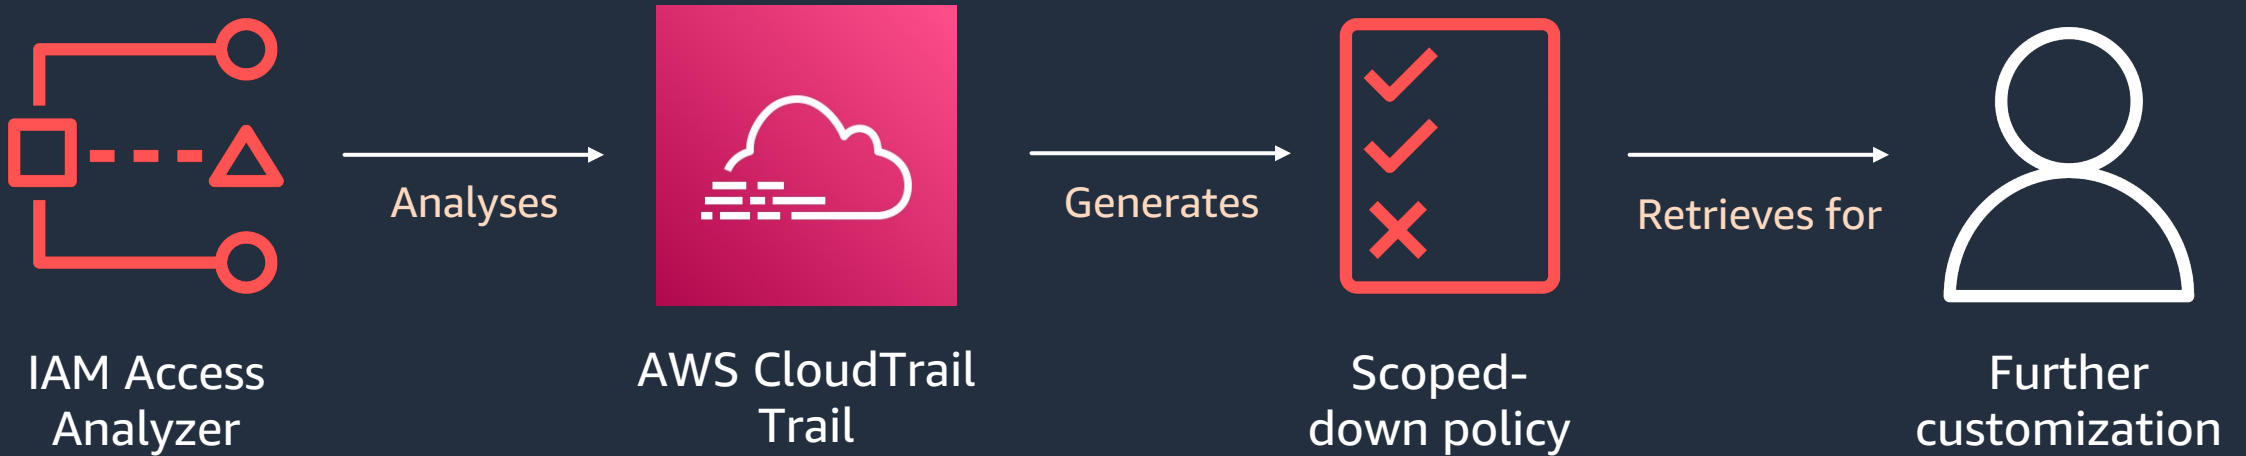 Analyses
Generates
Retrieves for
IAM Access
Analyzer
AWS CloudTrail
Trail
Scoped-
down policy
Further
customization